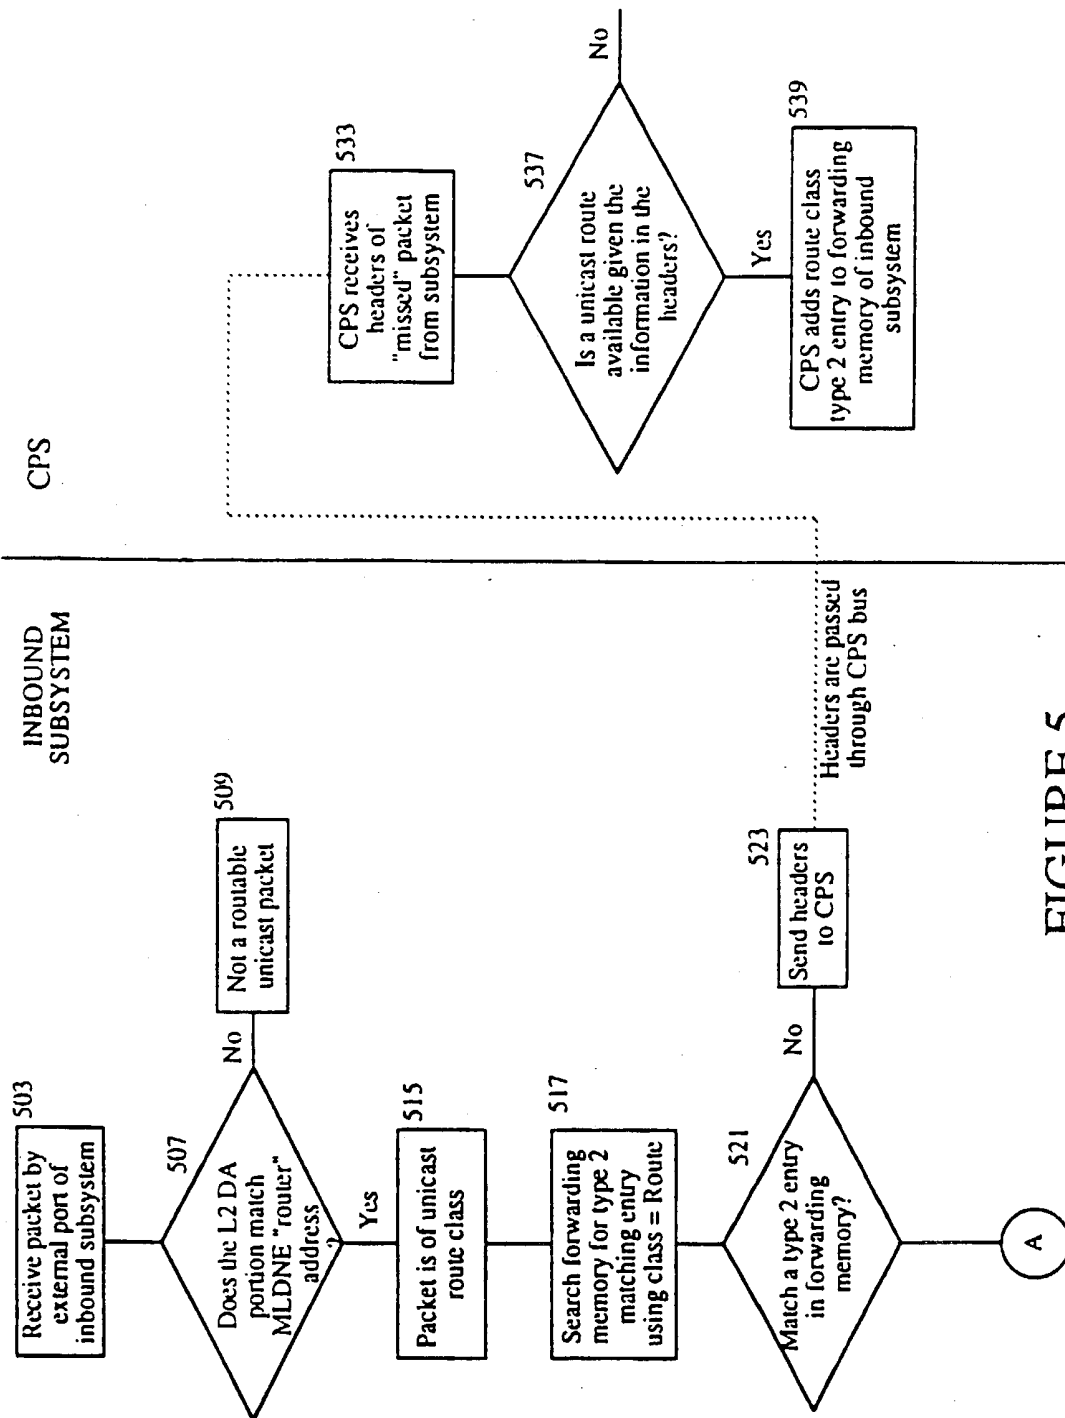 INBOUND
SUBSYSTEM
503
Receive packet by
external port of
inbound subsystem
507
Does the L2 DA
portion match
MLDNE "router"
address
?
No
509
Not a routable
unicast packet
Yes
515
Packet is of unicast
route class
517
Search forwarding
memory for type 2
matching entry
using class = Route
521
Match a type 2 entry
in forwarding
memory?
No
523
Send headers
to CPS
A
Headers are passed
through CPS bus
CPS
533
CPS receives
headers of
"missed" packet
from subsystem
537
Is a unicast route
available given the
information in the
headers?
No
Yes
539
CPS adds route class
type 2 entry to forwarding
memory of inbound
subsystem
FIGURE 5